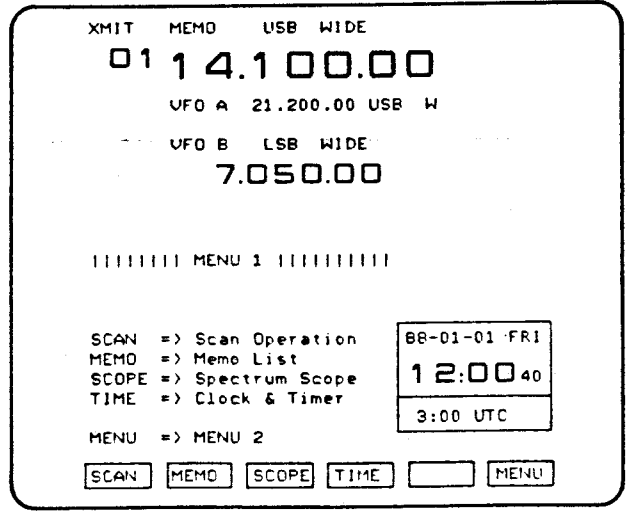 XMIT MEMO USB WIDE
01 14.100.00
VFO A 21.200.00 USB W
VFO B LSB WIDE
7.050.00
|||||||| MENU 1 ||||||||||
SCAN => Scan Operation
MEMO => Memo List
SCOPE => Spectrum Scope
TIME => Clock & Timer
MENU => MENU 2
88-01-01 FRI
12:00 40
3:00 UTC
SCAN MEMO SCOPE TIME MENU